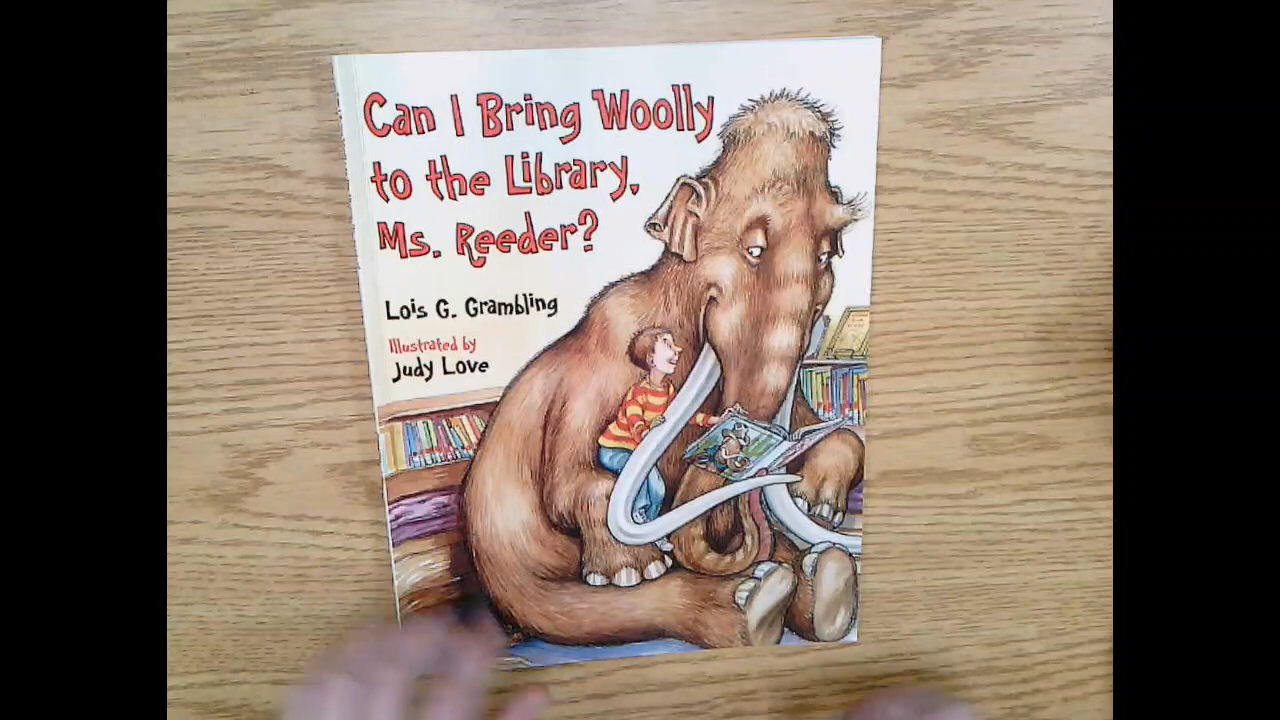 Can I Bring Woolly
to the Library,
Ms. Reeder?
Lois G. Grambling
Illustrated by
Judy Love